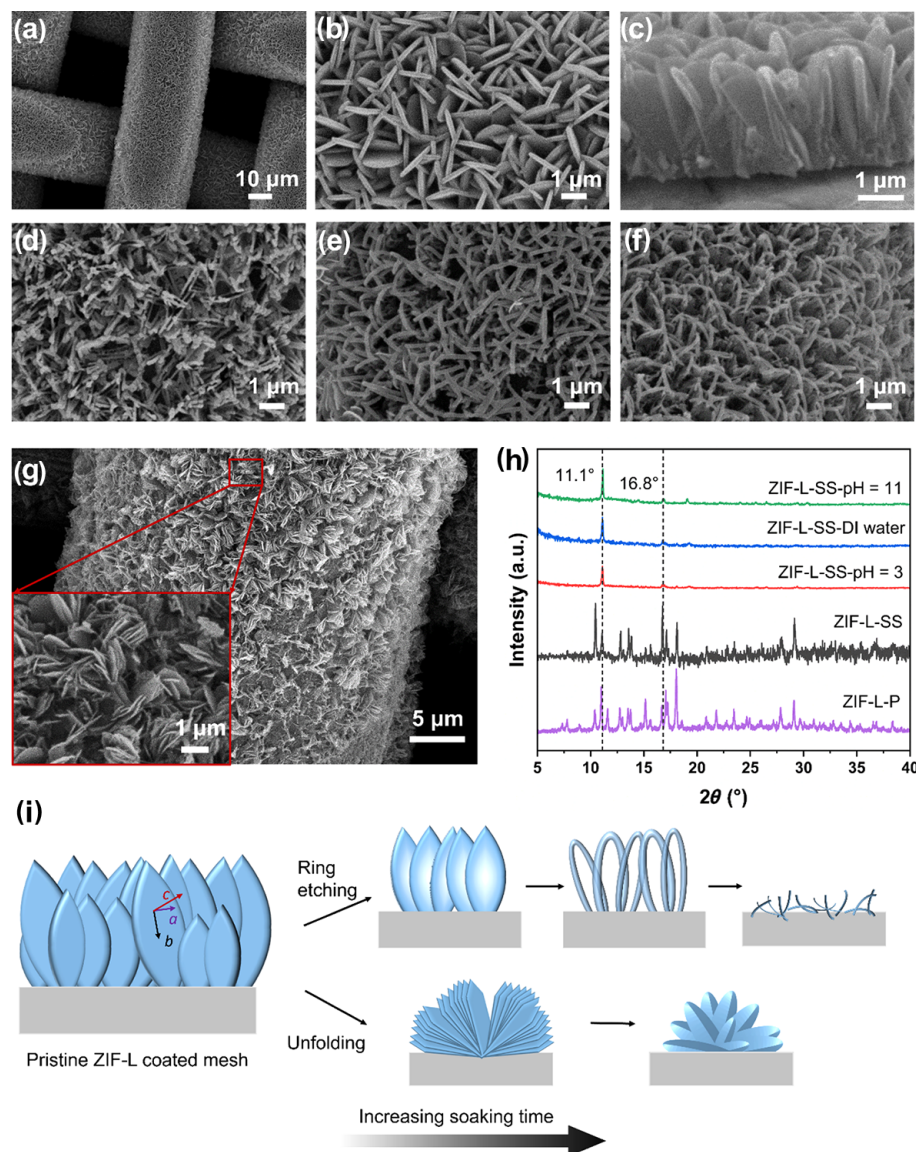 (a)
10 μm
(b)
1 μm
(c)
1 μm
(d)
1 μm
(e)
1 μm
(f)
1 μm
(g)
1 μm
5 μm
(h)
11.1°
16.8°
ZIF-L-SS-pH = 11
ZIF-L-SS-DI water
ZIF-L-SS-pH = 3
ZIF-L-SS
ZIF-L-P
Intensity (a.u.)
5 10 15 20 25 30 35 40
2θ (°)
(i)
c
a
b
Pristine ZIF-L coated mesh
Ring
etching
Unfolding
Increasing soaking time